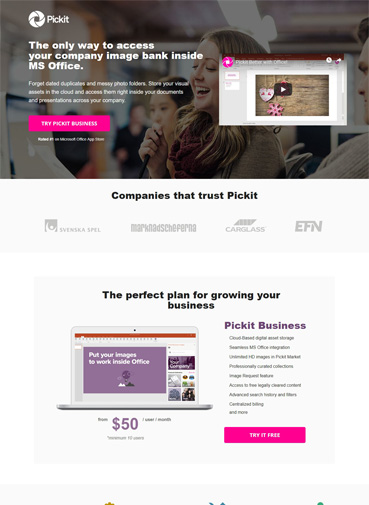 Pickit
The only way to access
your company image bank inside
MS Office.
Forget dated duplicates and messy photo folders. Store your visual
assets in the cloud and access them right inside your documents
and presentations across your company.
Pickit Better with Office!
TRY PICKIT BUSINESS
Rated #1 on Microsoft Office App Store
Companies that trust Pickit
SVENSKA SPEL
marknadscheferna
CARGLASS
EFN
The perfect plan for growing your
business
Pickit Business
Cloud-Based digital asset storage
Seamless MS Office integration
Unlimited HD images in Pickit Market
Professionally curated collections
Image Request feature
Access to free legally cleared content
Advanced search history and filters
Centralized billing
and more
Put your images
to work inside Office
Your
Company
from $50 / user / month
*minimum 10 users
TRY IT FREE